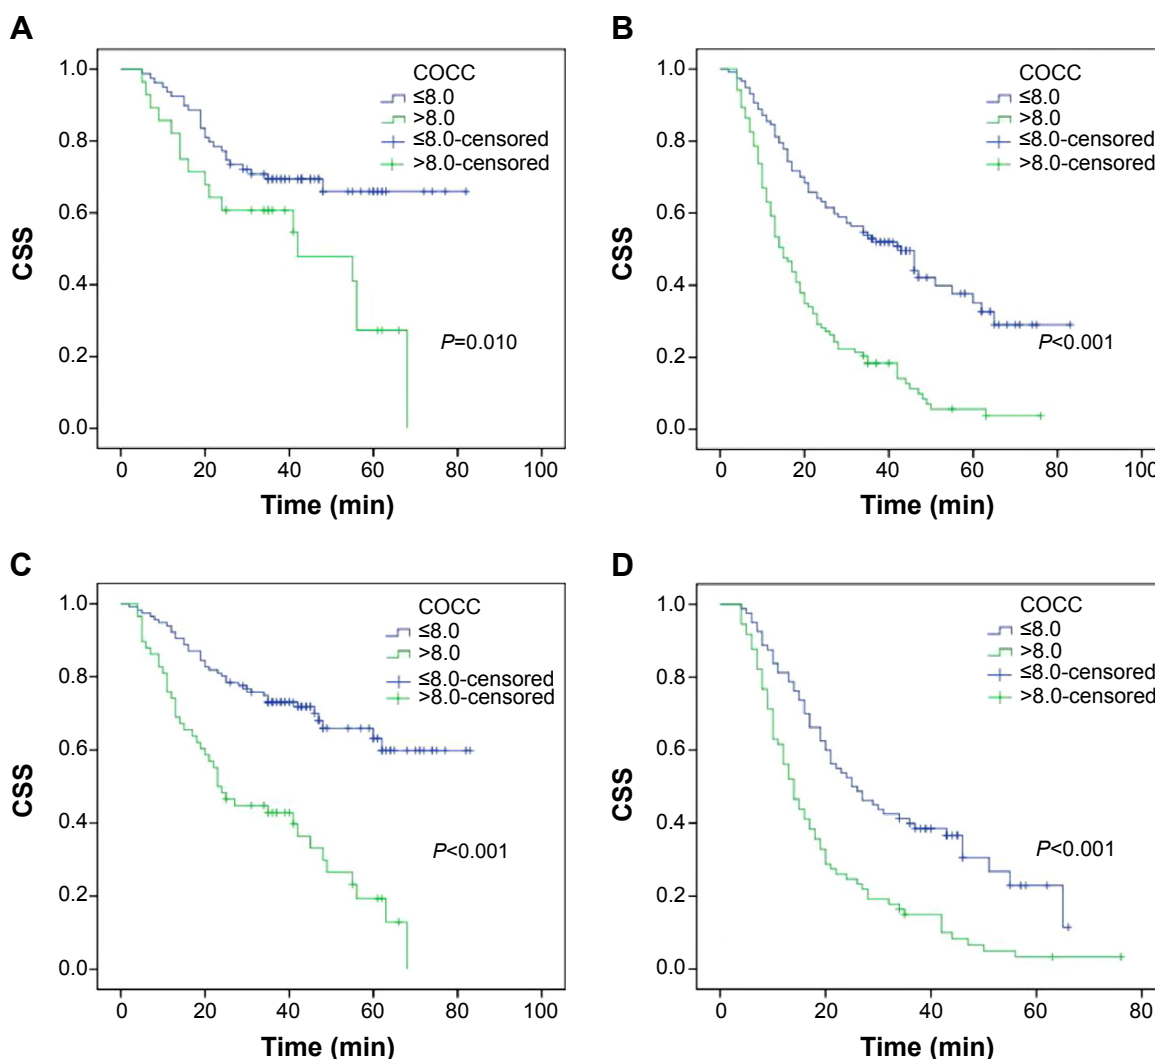 A
CSS
1.0
0.8
0.6
0.4
0.2
0.0
COCC
≤8.0
>8.0
≤8.0-censored
>8.0-censored
P=0.010
0 20 40 60 80 100
Time (min)
B
CSS
1.0
0.8
0.6
0.4
0.2
0.0
COCC
≤8.0
>8.0
≤8.0-censored
>8.0-censored
P<0.001
0 20 40 60 80 100
Time (min)
C
CSS
1.0
0.8
0.6
0.4
0.2
0.0
COCC
≤8.0
>8.0
≤8.0-censored
>8.0-censored
P<0.001
0 20 40 60 80 100
Time (min)
D
CSS
1.0
0.8
0.6
0.4
0.2
0.0
COCC
≤8.0
>8.0
≤8.0-censored
>8.0-censored
P<0.001
0 20 40 60 80
Time (min)